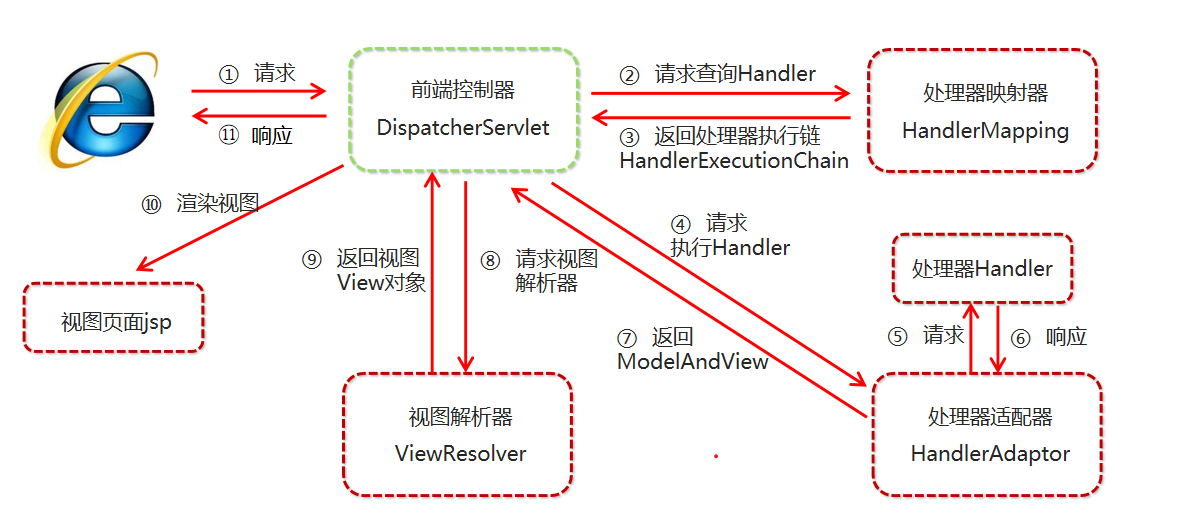 ① 请求
⑪ 响应
前端控制器
DispatcherServlet
② 请求查询Handler
③ 返回处理器执行链
HandlerExecutionChain
处理器映射器
HandlerMapping
⑩ 渲染视图
④ 请求
执行Handler
⑨ 返回视图
View对象
⑧ 请求视图
解析器
处理器Handler
视图页面jsp
⑦ 返回
ModelAndView
⑤ 请求
⑥ 响应
视图解析器
ViewResolver
处理器适配器
HandlerAdaptor